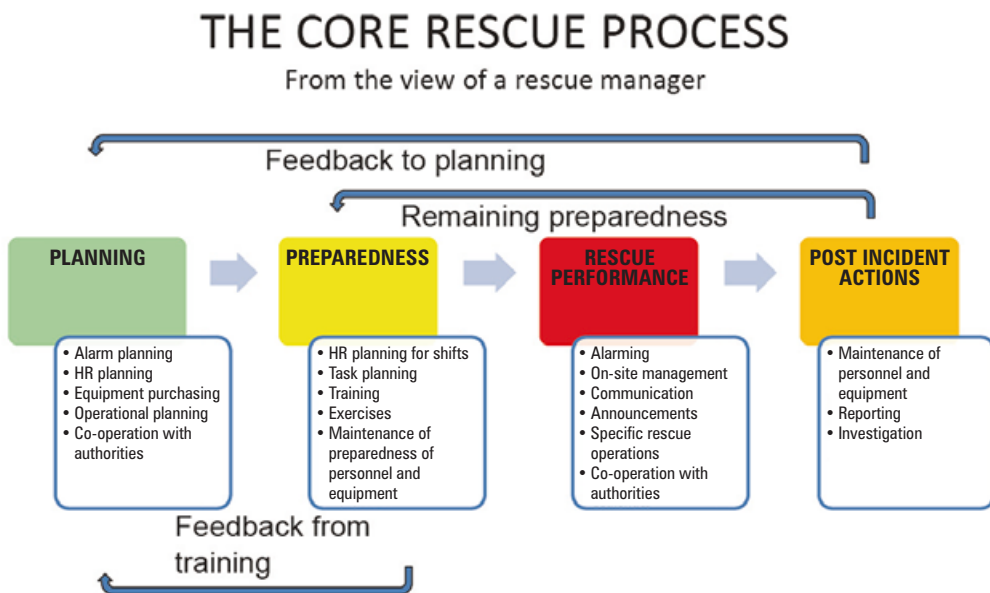 THE CORE RESCUE PROCESS
From the view of a rescue manager
Feedback to planning
Remaining preparedness
PLANNING
• Alarm planning
• HR planning
• Equipment purchasing
• Operational planning
• Co-operation with
authorities
PREPAREDNESS
• HR planning for shifts
• Task planning
• Training
• Exercises
• Maintenance of
preparedness of
personnel and
equipment
RESCUE
PERFORMANCE
• Alarming
• On-site management
• Communication
• Announcements
• Specific rescue
operations
• Co-operation with
authorities
POST INCIDENT
ACTIONS
• Maintenance of
personnel and
equipment
• Reporting
• Investigation
Feedback from
training